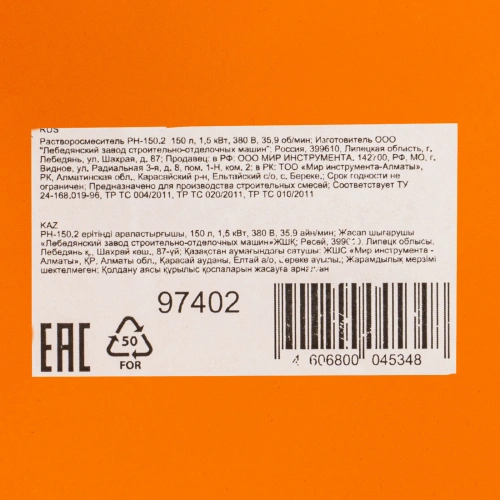 RUS
Растворосмеситель РН-150.2 150 л, 1,5 кВт, 380 В, 35,9 об/мин; Изготовитель ООО
"Лебедянский завод строительно-отделочных машин"; Россия, 399610, Липецкая область, г.
Лебедянь, ул. Шахрая, д. 87; Продавец: в РФ: ООО МИР ИНСТРУМЕНТА. 142700, РФ, МО, г.
Видное, ул. Радиальная 3-я, д. 8, пом. 1-Н, ком, 2; в РК: ТОО «Мир инструмента-Алматы»,
РК, Алматинская обл., Карасайский р-н, Ельтайский с/о, с. Береке.; Срок годности не
ограничен; Предназначено для производства строительных смесей; Соответствует ТУ
24-168.019-96, ТР ТС 004/2011, ТР ТС 020/2011, ТР ТС 010/2011
KAZ
РН-150.2 ерітінді араластырғышы, 150 л, 1,5 кВт, 380 В, 35,9 айн/мин; Жасап шығарушы
«Лебедянский завод строительно-отделочных машин»ЖШҚ; Ресей, Липецк облысы.
Лебедянь қ., Шахрай көш., 87-үй; Қазақстан аумағындағы сатушы: ЖШС «Мир инструмента -
Алматы», ҚР. Алматы обл., Қарасай ауданы. Елтай а/о, Береке ауылы.; Жарамдылық мерзімі
шектелмеген; Қолдану аясы құрылыс қоспаларын жасауға арналған
97402
EAC
50
FOR
4 606800 045348